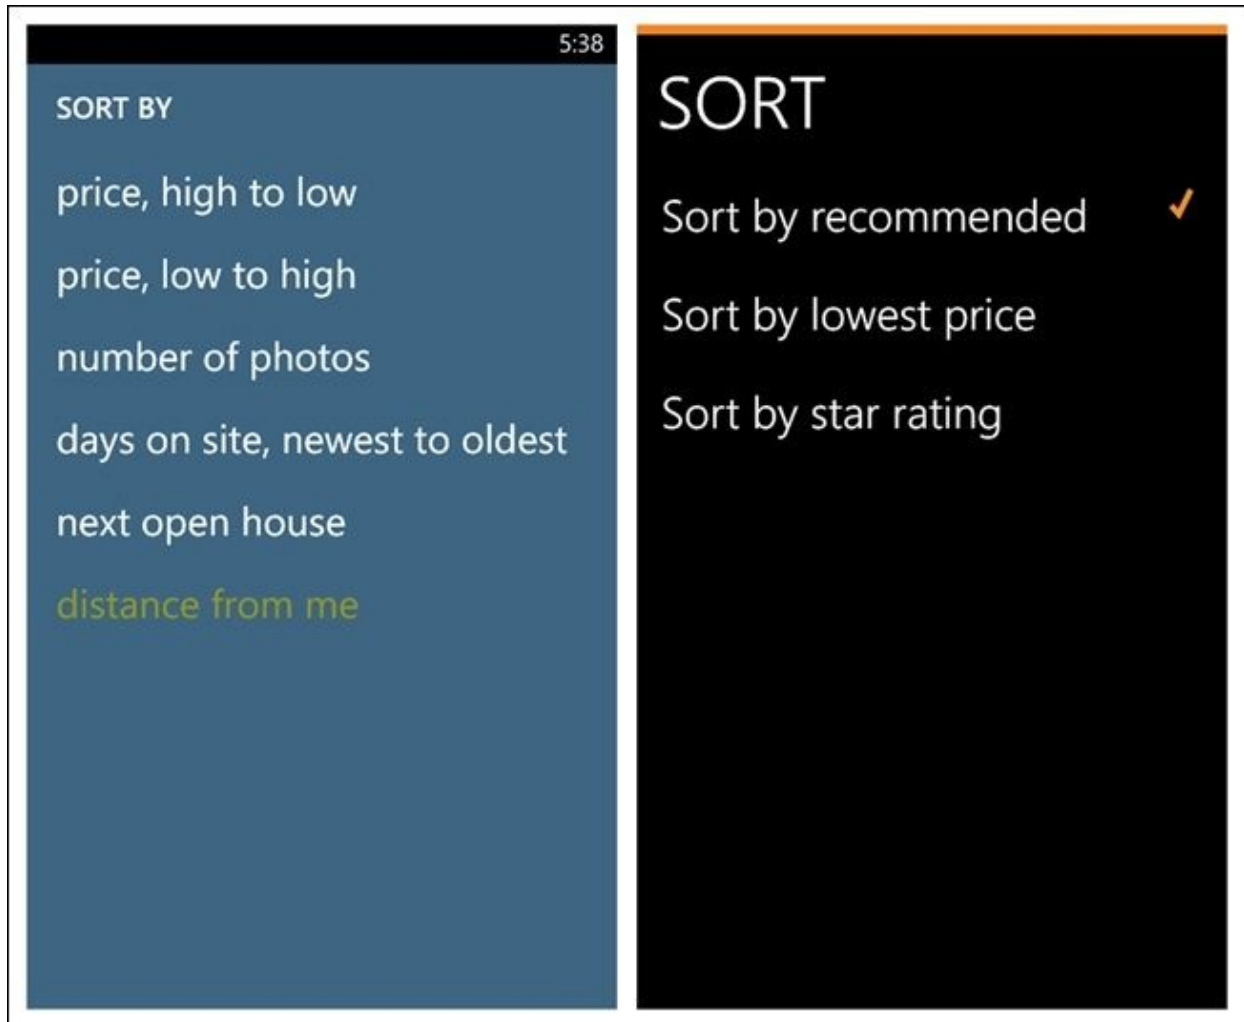 5:38
SORT BY
price, high to low
price, low to high
number of photos
days on site, newest to oldest
next open house
distance from me
SORT
Sort by recommended
Sort by lowest price
Sort by star rating